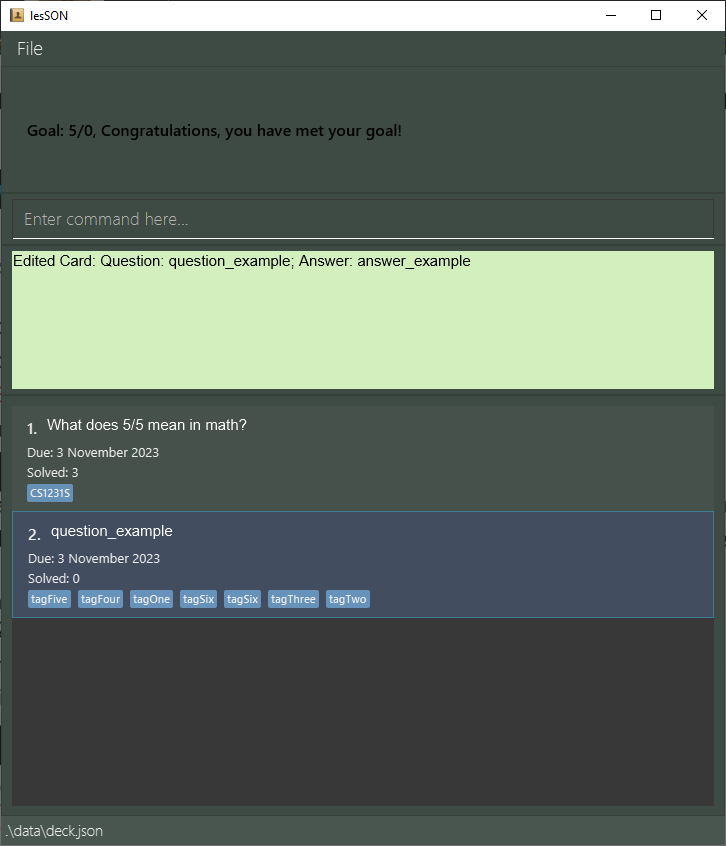 lesSON
File
Goal: 5/0, Congratulations, you have met your goal!
Enter command here...
Edited Card: Question: question_example; Answer: answer_example
1. What does 5/5 mean in math?
Due: 3 November 2023
Solved: 3
CS1231S
2. question_example
Due: 3 November 2023
Solved: 0
tagFive tagFour tagOne tagSix tagSix tagThree tagTwo
.\data\deck.json